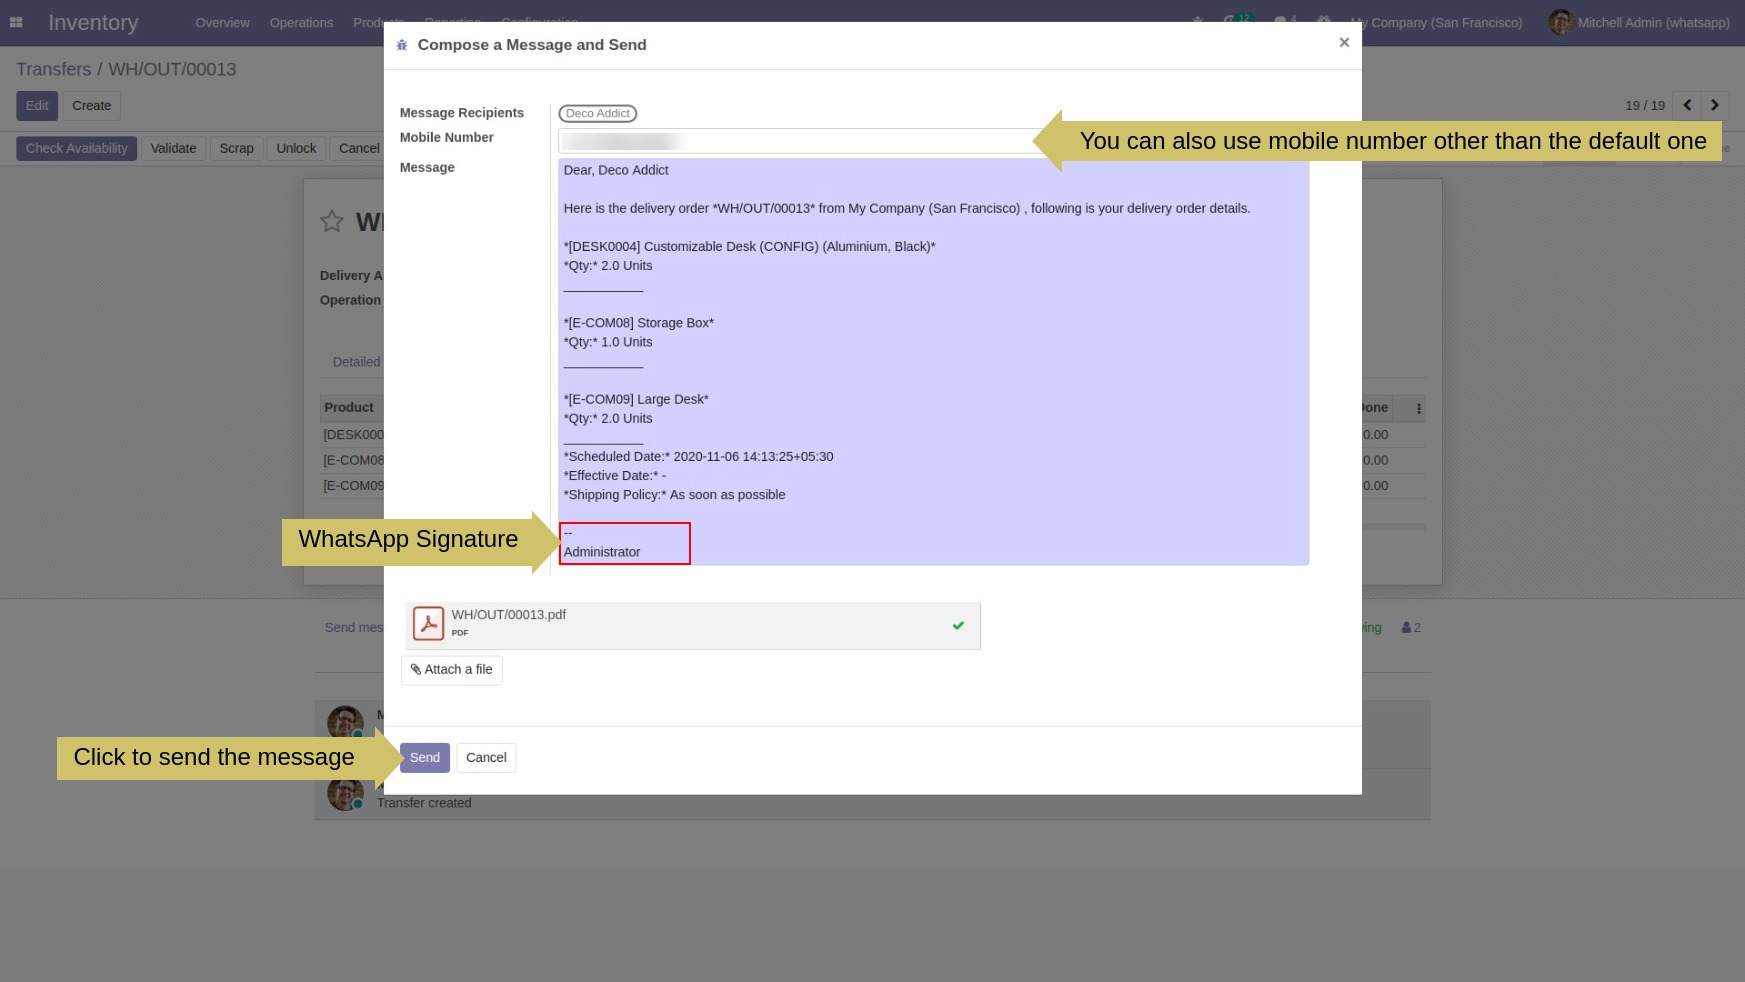 Inventory
Overview Operations Products Reporting Configuration 12 4 My Company (San Francisco) Mitchell Admin (whatsapp)
Compose a Message and Send ×
Transfers / WH/OUT/00013
Edit Create
19 / 19
Check Availability Validate Scrap Unlock Cancel
Message Recipients Deco Addict
Mobile Number
You can also use mobile number other than the default one
Message
Dear, Deco Addict
Here is the delivery order *WH/OUT/00013* from My Company (San Francisco) , following is your delivery order details.
*[DESK0004] Customizable Desk (CONFIG) (Aluminium, Black)*
*Qty:* 2.0 Units
___________
*[E-COM08] Storage Box*
*Qty:* 1.0 Units
___________
*[E-COM09] Large Desk*
*Qty:* 2.0 Units
___________
*Scheduled Date:* 2020-11-06 14:13:25+05:30
*Effective Date:* -
*Shipping Policy:* As soon as possible
--
Administrator
WhatsApp Signature
Delivery A
Operation
Detailed
Product Done
[DESK000 0.00
[E-COM08 0.00
[E-COM09 0.00
WH/OUT/00013.pdf
PDF
Send mes
2
Attach a file
Click to send the message
Send Cancel
Transfer created